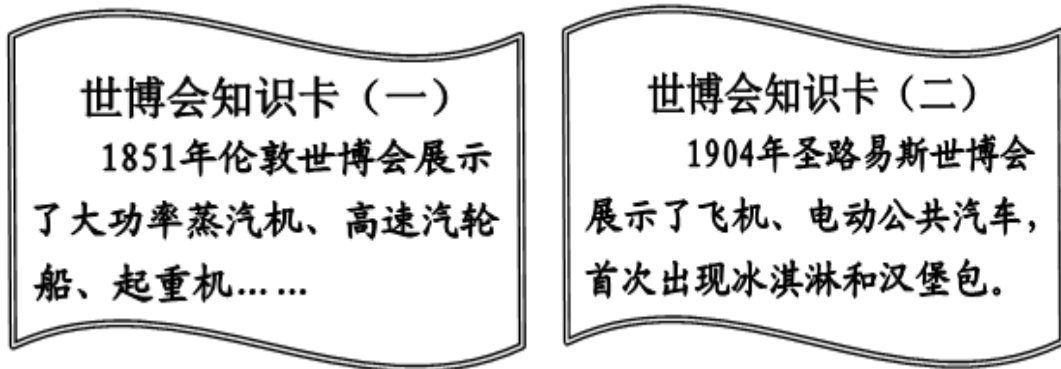 世博会知识卡（一）
1851年伦敦世博会展示
了大功率蒸汽机、高速汽轮
船、起重机……
世博会知识卡（二）
1904年圣路易斯世博会
展示了飞机、电动公共汽车，
首次出现冰淇淋和汉堡包。